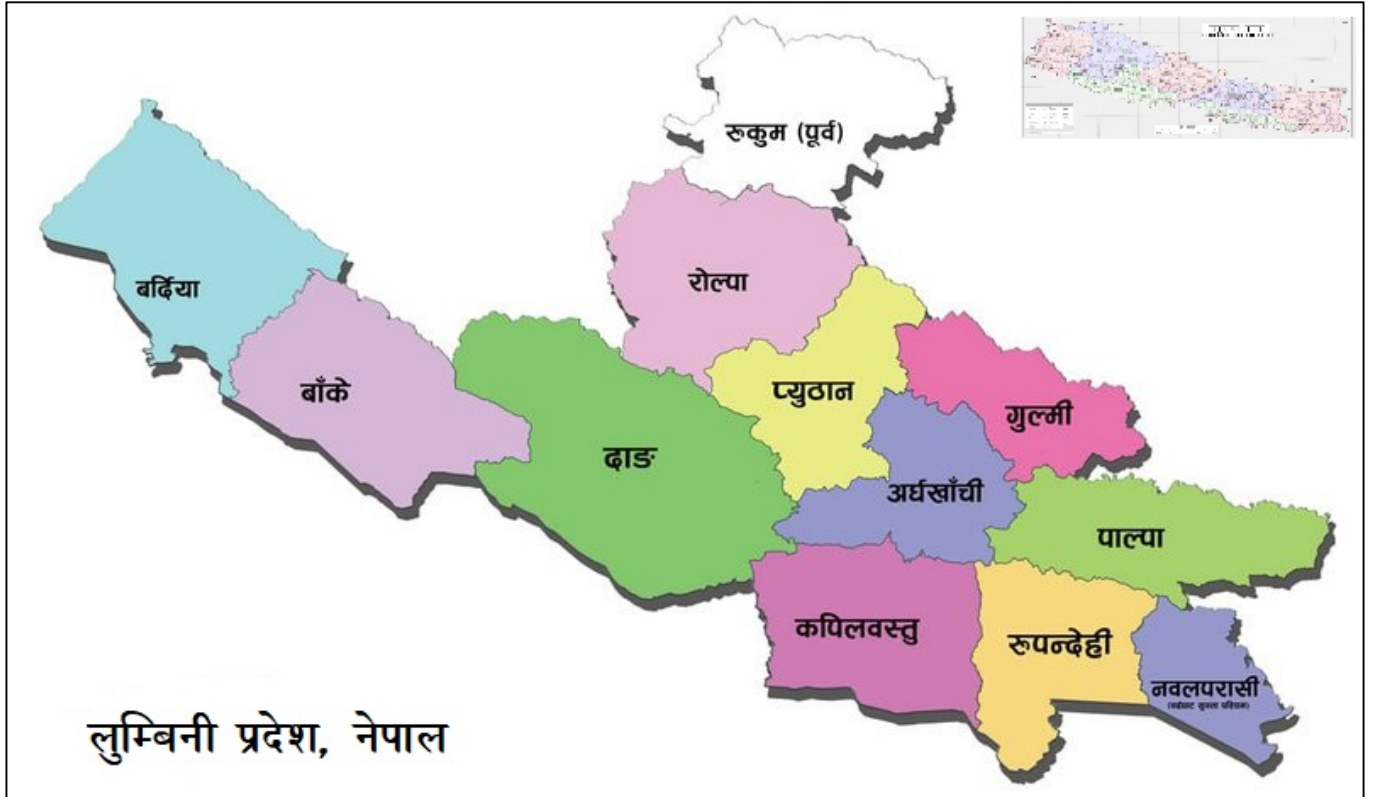 रूकुम (पूर्व)
रोल्पा
बर्दिया
प्युठान
बाँके
गुल्मी
दाङ
अर्घखाँची
पाल्पा
कपिलवस्तु
रूपन्देही
नवलपरासी
लुम्बिनी प्रदेश, नेपाल